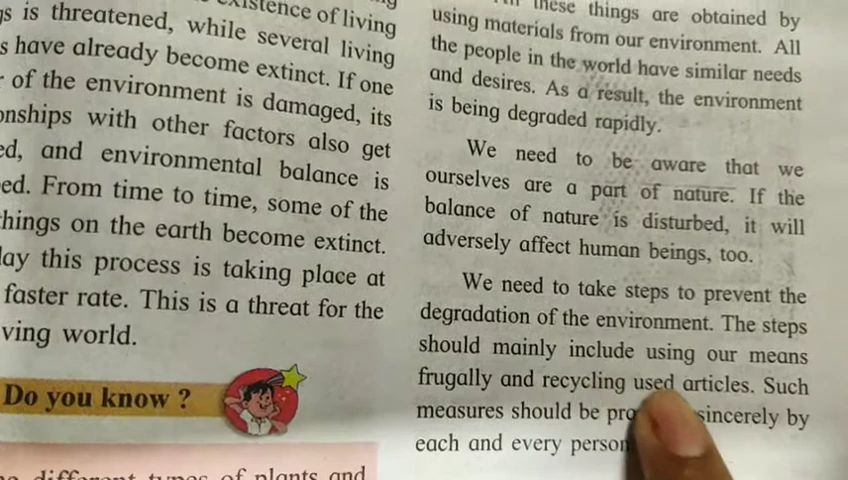 existence of living
is threatened, while several living
have already become extinct. If one
of the environment is damaged, its
with other factors also get
and environmental balance is
From time to time, some of the
on the earth become extinct.
this process is taking place at
faster rate. This is a threat for the
world.
Do you know ?
different types of plants and
these things are obtained by
using materials from our environment. All
the people in the world have similar needs
and desires. As a result, the environment
is being degraded rapidly.
We need to be aware that we
ourselves are a part of nature. If the
balance of nature is disturbed, it will
adversely affect human beings, too.
We need to take steps to prevent the
degradation of the environment. The steps
should mainly include using our means
frugally and recycling used articles. Such
measures should be sincerely by
each and every person